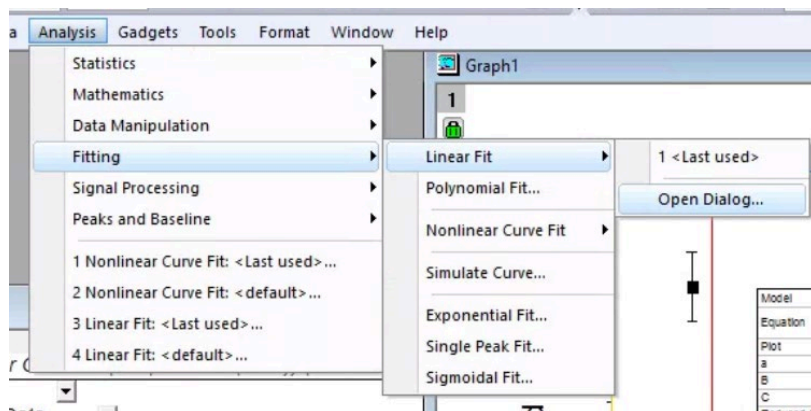 a Analysis Gadgets Tools Format Window Help
Statistics
Mathematics
Data Manipulation
Fitting
Signal Processing
Peaks and Baseline
1 Nonlinear Curve Fit: <Last used>...
2 Nonlinear Curve Fit: <default>...
3 Linear Fit: <Last used>...
4 Linear Fit: <default>...
Graph1
1
Linear Fit
Polynomial Fit...
Nonlinear Curve Fit
Simulate Curve...
Exponential Fit...
Single Peak Fit...
Sigmoidal Fit...
1 <Last used>
Open Dialog...
Model
Equation
Plot
a
B
C